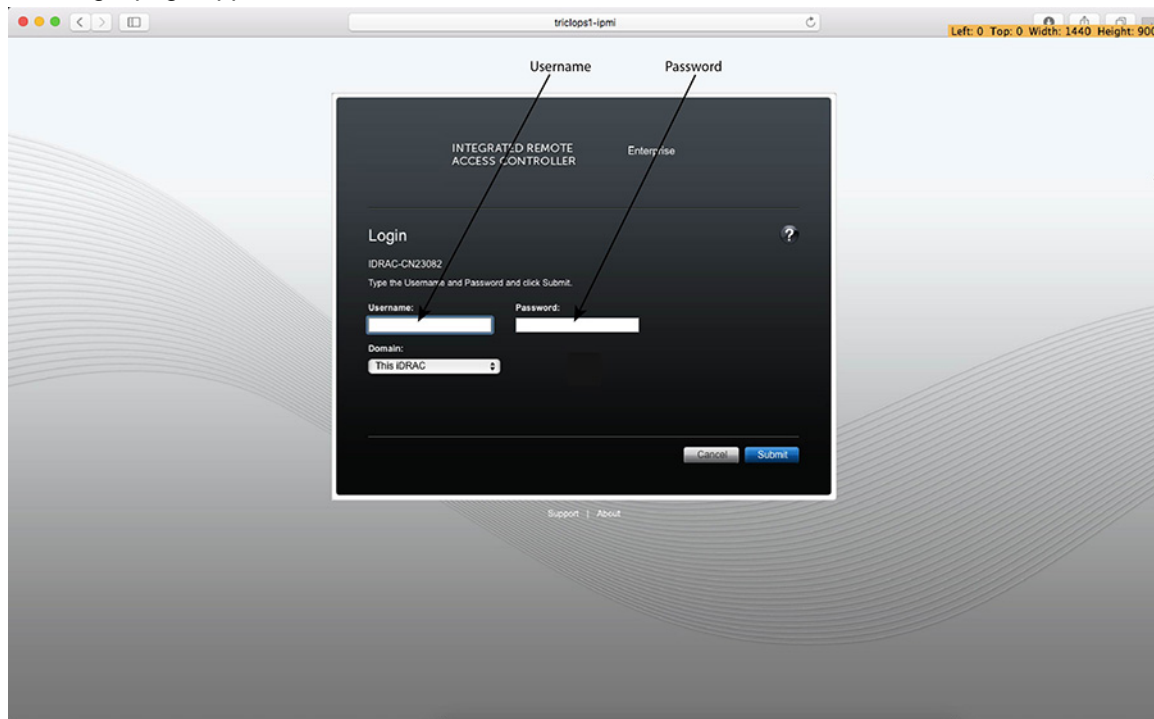 triclops1-ipmi
Left: 0 Top: 0 Width: 1440 Height: 900
Username Password
INTEGRATED REMOTE
ACCESS CONTROLLER
Enterprise
Login
?
IDRAC-CN23082
Type the Username and Password and click Submit.
Username: Password:
Domain:
This iDRAC
Cancel Submit
Support | About